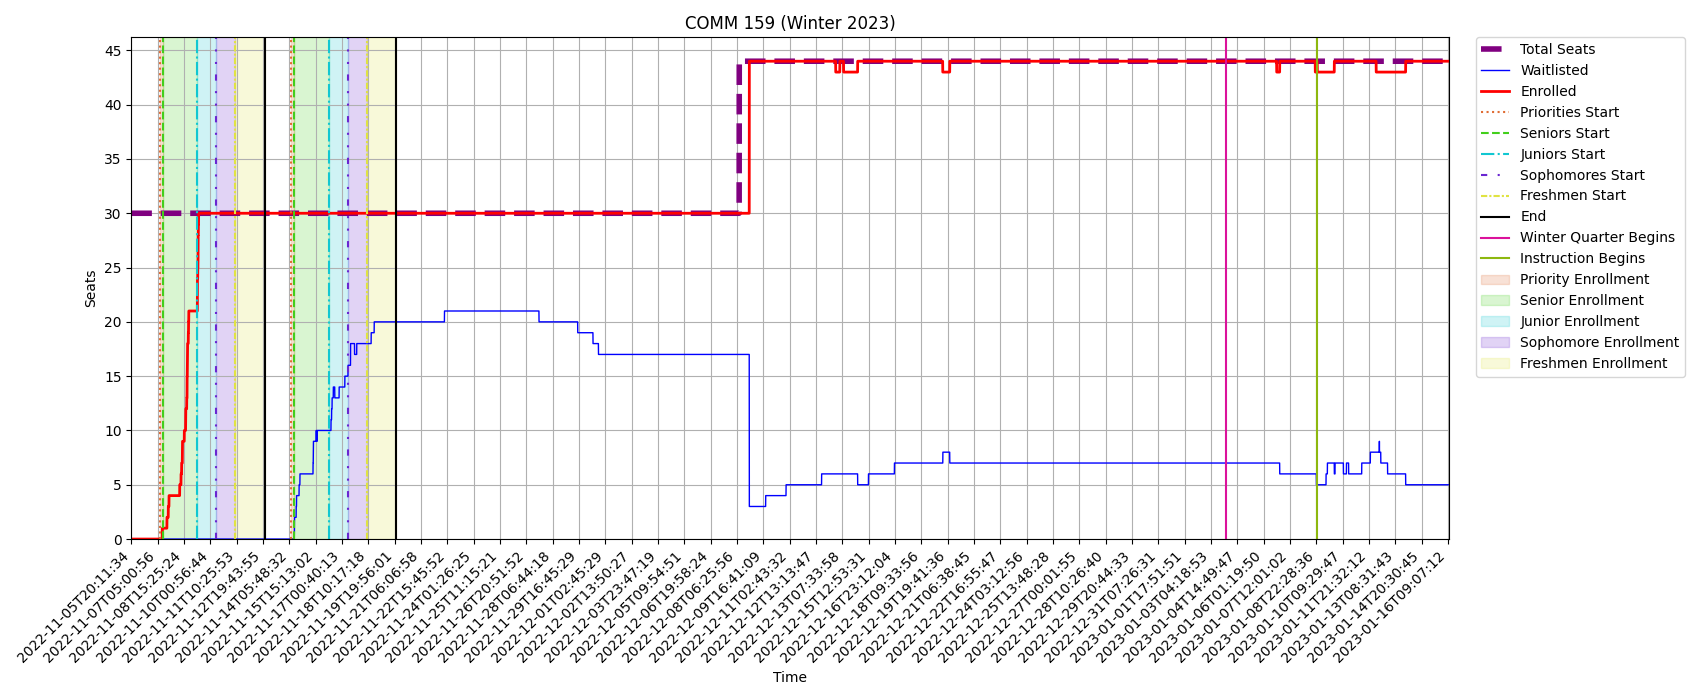 COMM 159 (Winter 2023)
Seats
45
40
35
30
25
20
15
10
5
0
2022-11-05T20:11:34
2022-11-07T05:00:56
2022-11-08T15:25:24
2022-11-10T00:56:44
2022-11-11T10:25:53
2022-11-12T19:43:55
2022-11-14T05:48:32
2022-11-15T15:13:02
2022-11-17T00:40:13
2022-11-18T10:17:18
2022-11-19T19:56:01
2022-11-21T06:06:58
2022-11-22T15:45:52
2022-11-24T01:26:25
2022-11-25T11:15:21
2022-11-26T20:51:52
2022-11-28T06:44:18
2022-11-29T16:45:29
2022-12-01T02:45:29
2022-12-02T13:50:27
2022-12-03T23:47:19
2022-12-05T09:54:51
2022-12-06T19:58:24
2022-12-08T06:25:56
2022-12-09T16:41:09
2022-12-11T02:43:32
2022-12-12T13:13:47
2022-12-13T07:33:58
2022-12-15T12:53:31
2022-12-16T23:12:04
2022-12-18T09:33:56
2022-12-19T19:41:36
2022-12-21T06:38:45
2022-12-22T16:55:47
2022-12-24T03:12:56
2022-12-25T13:48:28
2022-12-27T00:01:55
2022-12-28T10:26:40
2022-12-29T20:44:33
2022-12-31T07:26:31
2023-01-01T17:51:51
2023-01-03T04:18:53
2023-01-04T14:49:47
2023-01-06T01:19:50
2023-01-07T12:01:02
2023-01-08T22:28:36
2023-01-10T09:29:47
2023-01-11T21:32:12
2023-01-13T08:31:43
2023-01-14T20:30:45
2023-01-16T09:07:12
Time
Total Seats
Waitlisted
Enrolled
Priorities Start
Seniors Start
Juniors Start
Sophomores Start
Freshmen Start
End
Winter Quarter Begins
Instruction Begins
Priority Enrollment
Senior Enrollment
Junior Enrollment
Sophomore Enrollment
Freshmen Enrollment